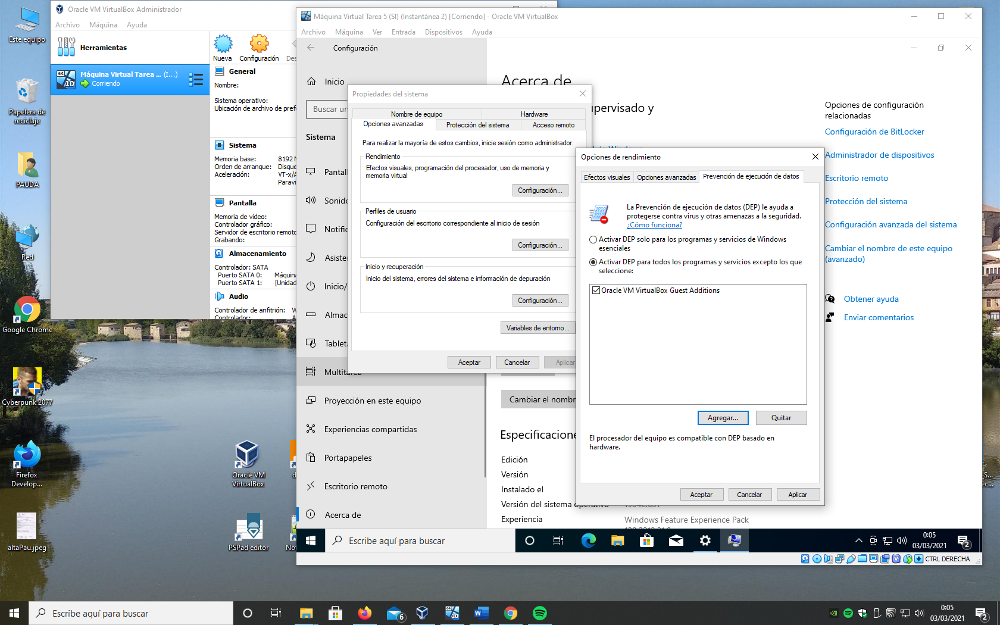 Este equipo
Papelera de
reciclaje
PAUDA
Red
Google Chrome
Cyberpunk 2077
Firefox
Develop...
altaPau.jpeg
Oracle VM
VirtualBox
PSPad editor
Oracle VM VirtualBox Administrador
Archivo Máquina Ayuda
Herramientas
Máquina Virtual Tarea ... (I...)
Corriendo
Nueva Configuración Des
General
Nombre:
Sistema operativo:
Ubicación de archivo de pref
Sistema
Memoria base: 8192 M
Orden de arranque: Disque
Aceleración: VT-x/A
Paravi
Pantalla
Memoria de vídeo:
Controlador gráfico:
Servidor de escritorio remoto
Grabando:
Almacenamiento
Controlador: SATA
Puerto SATA 0: Máquina
Puerto SATA 1: [Unidad
Audio
Controlador de anfitrión: W
Controlador: A
Máquina Virtual Tarea 5 (SI) (Instantánea 2) [Corriendo] - Oracle VM VirtualBox
Archivo Máquina Ver Entrada Dispositivos Ayuda
Configuración
Inicio
Buscar un
Sistema
Pantal
Sonido
Notific
Asister
Inicio/
Almac
Tableta
Multitarea
Proyección en este equipo
Experiencias compartidas
Portapapeles
Escritorio remoto
Acerca de
Acerca de
upervisado y
Cambiar el nombr
Especificacione
Edición
Versión
Instalado el
Versión del sistema operativo
Experiencia
Windows Feature Experience Pack
Opciones de configuración
relacionadas
Configuración de BitLocker
Administrador de dispositivos
Escritorio remoto
Protección del sistema
Configuración avanzada del sistema
Cambiar el nombre de este equipo
(avanzado)
Obtener ayuda
Enviar comentarios
Propiedades del sistema
Nombre de equipo Hardware
Opciones avanzadas Protección del sistema Acceso remoto
Para realizar la mayoría de estos cambios, inicie sesión como administrador.
Rendimiento
Efectos visuales, programación del procesador, uso de memoria y
memoria virtual
Configuración...
Perfiles de usuario
Configuración del escritorio correspondiente al inicio de sesión
Configuración...
Inicio y recuperación
Inicio del sistema, errores del sistema e información de depuración
Configuración...
Variables de entorno...
Aceptar Cancelar Aplicar
Opciones de rendimiento
Efectos visuales Opciones avanzadas Prevención de ejecución de datos
La Prevención de ejecución de datos (DEP) le ayuda a
protegerse contra virus y otras amenazas a la seguridad.
¿Cómo funciona?
Activar DEP solo para los programas y servicios de Windows
esenciales
Activar DEP para todos los programas y servicios excepto los que
seleccione:
Oracle VM VirtualBox Guest Additions
Agregar... Quitar
El procesador del equipo es compatible con DEP basado en
hardware.
Aceptar Cancelar Aplicar
Escribe aquí para buscar
0:05
03/03/2021
2
CTRL DERECHA
Escribe aquí para buscar
6
0:05
03/03/2021
2